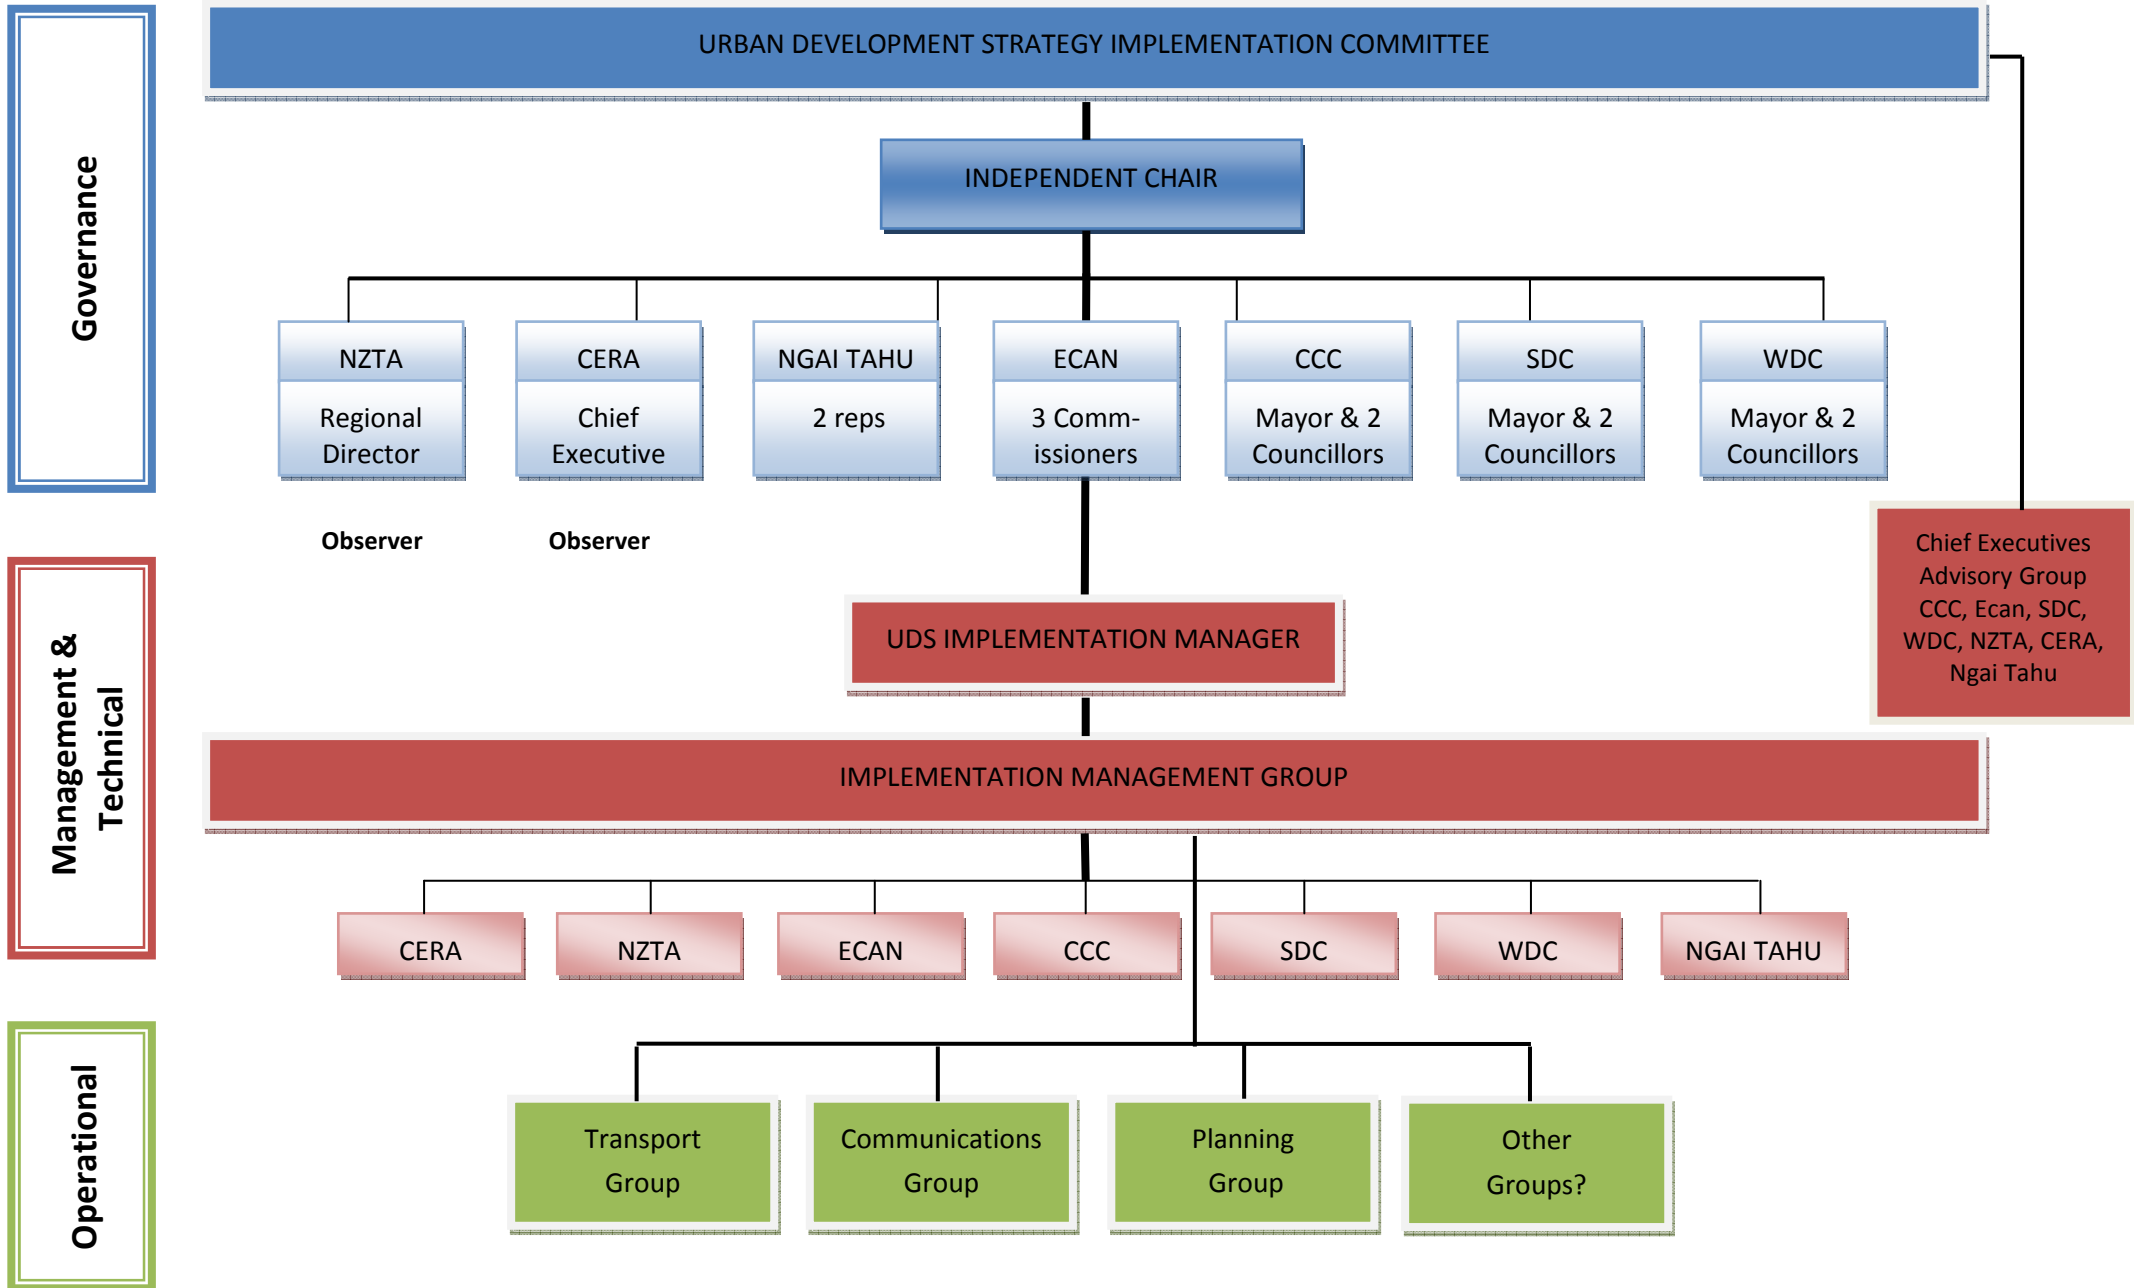 URBAN DEVELOPMENT STRATEGY IMPLEMENTATION COMMITTEE
Governance
INDEPENDENT CHAIR
NZTA
Regional
Director
CERA
Chief
Executive
NGAI TAHU
2 reps
ECAN
3 Comm-
issioners
CCC
Mayor & 2
Councillors
SDC
Mayor & 2
Councillors
WDC
Mayor & 2
Councillors
Observer
Observer
Chief Executives
Advisory Group
CCC, Ecan, SDC,
WDC, NZTA, CERA,
Ngai Tahu
Management &
Technical
UDS IMPLEMENTATION MANAGER
IMPLEMENTATION MANAGEMENT GROUP
CERA
NZTA
ECAN
CCC
SDC
WDC
NGAI TAHU
Operational
Transport
Group
Communications
Group
Planning
Group
Other
Groups?